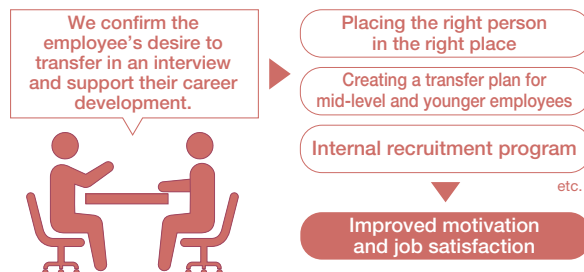 We confirm the
employee's desire to
transfer in an interview
and support their career
development.
Placing the right person
in the right place
Creating a transfer plan for
mid-level and younger employees
Internal recruitment program
etc.
Improved motivation
and job satisfaction